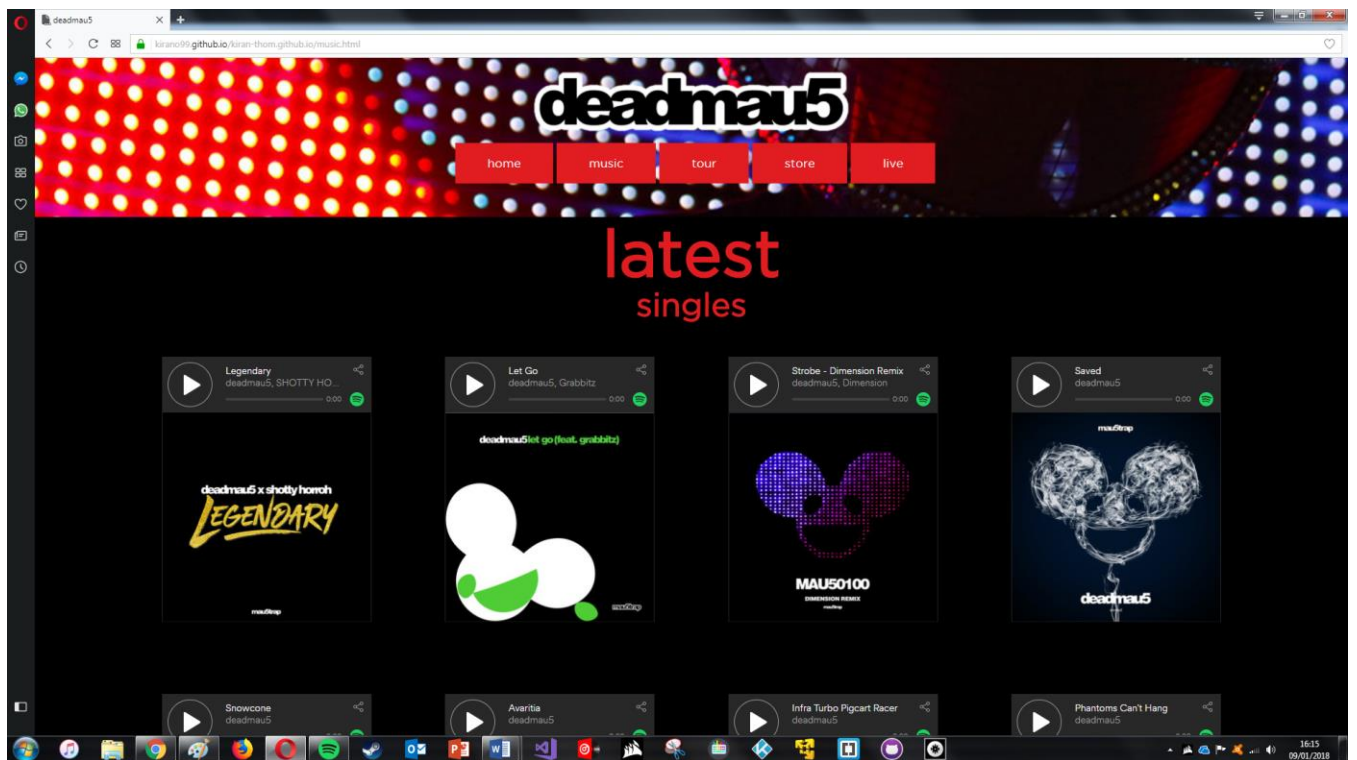 deadmau5
kirano99.github.io/kiran-thom.github.io/music.html
deadmau5
home music tour store live
latest
singles
Legendary
deadmau5, SHOTTY HO...
0:00
deadmau5 x shotty horroh
LEGENDARY
mau5trap
Let Go
deadmau5, Grabbitz
0:00
deadmau5 let go (feat. grabbitz)
mau5trap
Strobe - Dimension Remix
deadmau5, Dimension
0:00
MAU50100
DIMENSION REMIX
mau5trap
Saved
deadmau5
0:00
mau5trap
deadmau5
Snowcone
deadmau5
Avaritia
deadmau5
Infra Turbo Pigcart Racer
deadmau5
Phantoms Can't Hang
deadmau5
16:15
09/01/2018